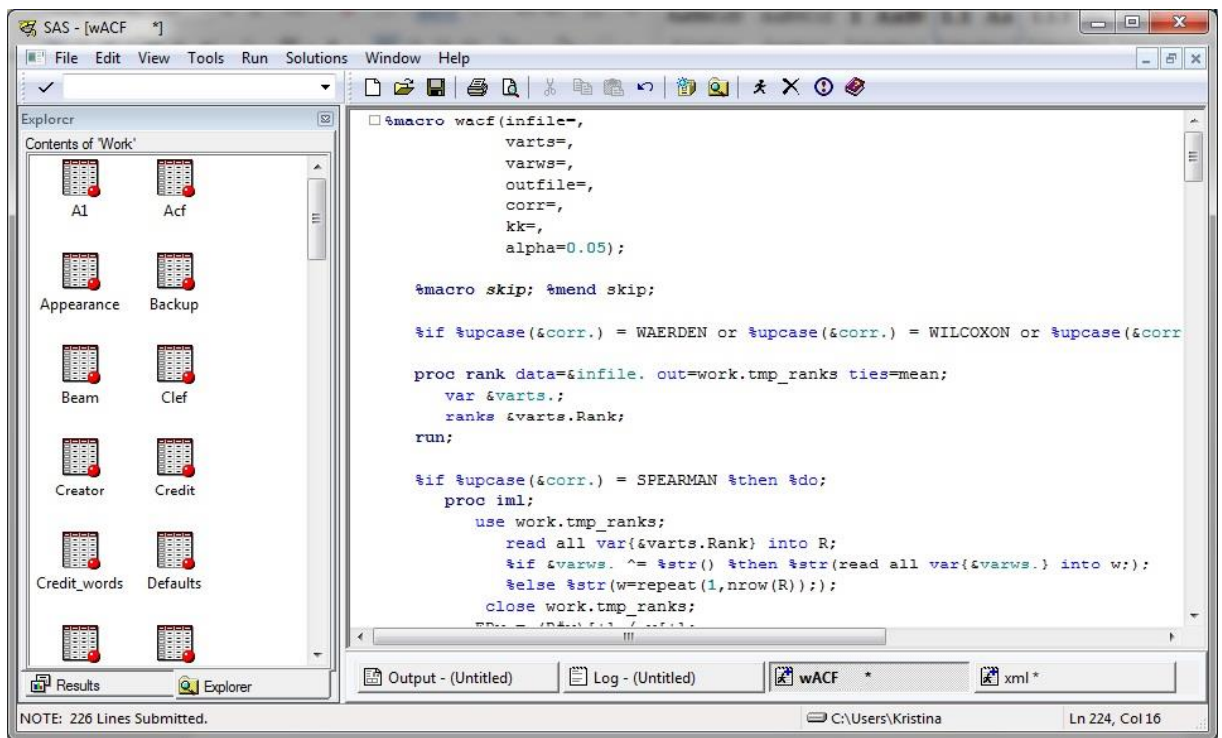 SAS - [wACF *]
File Edit View Tools Run Solutions Window Help
Explorer
Contents of 'Work'
A1 Acf
Appearance Backup
Beam Clef
Creator Credit
Credit_words Defaults
Results Explorer
%macro wacf(infile=,
varts=,
varws=,
outfile=,
corr=,
kk=,
alpha=0.05);
%macro skip; %mend skip;
%if %upcase(&corr.) = WAERDEN or %upcase(&corr.) = WILCOXON or %upcase(&corr
proc rank data=&infile. out=work.tmp_ranks ties=mean;
var &varts.;
ranks &varts.Rank;
run;
%if %upcase(&corr.) = SPEARMAN %then %do;
proc iml;
use work.tmp_ranks;
read all var{&varts.Rank} into R;
%if &varws. ^= %str() %then %str(read all var{&varws.} into w;);
%else %str(w=repeat(1,nrow(R)););
close work.tmp_ranks;
Output - (Untitled) Log - (Untitled) wACF * xml *
NOTE: 226 Lines Submitted. C:\Users\Kristina Ln 224, Col 16